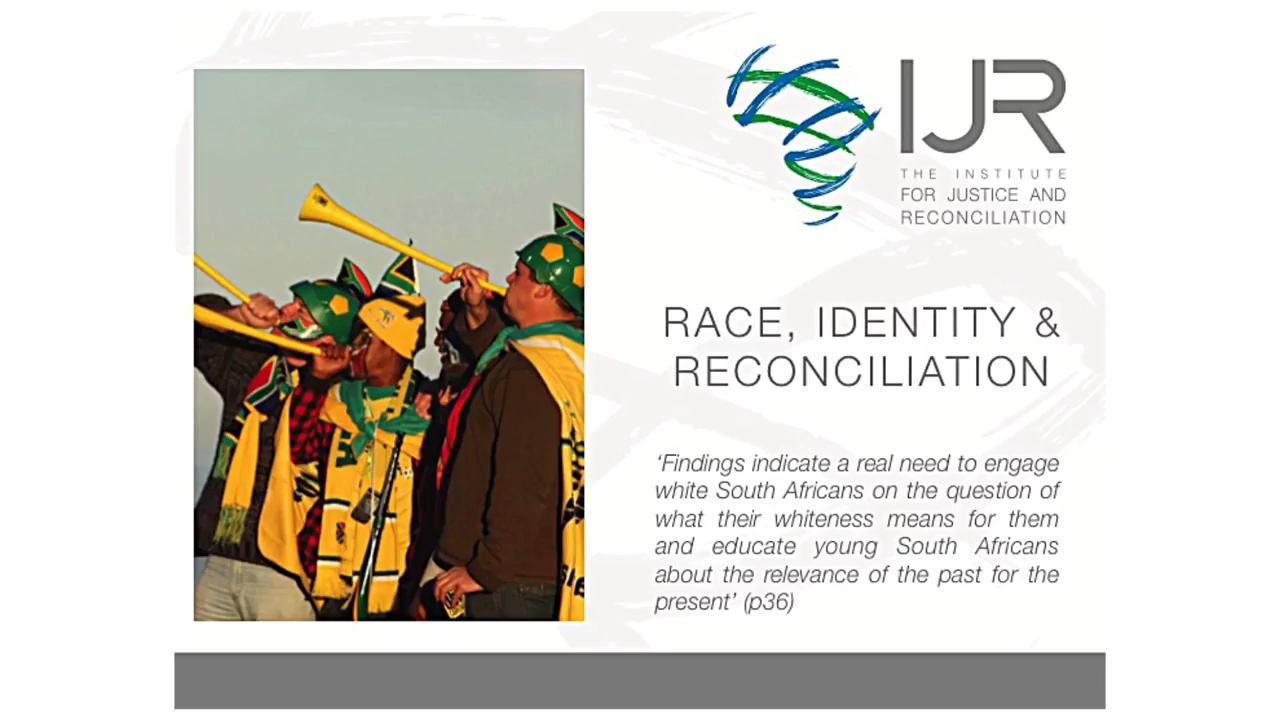 IJR
THE INSTITUTE
FOR JUSTICE AND
RECONCILIATION
RACE, IDENTITY &
RECONCILIATION
‘Findings indicate a real need to engage
white South Africans on the question of
what their whiteness means for them
and educate young South Africans
about the relevance of the past for the
present’ (p36)